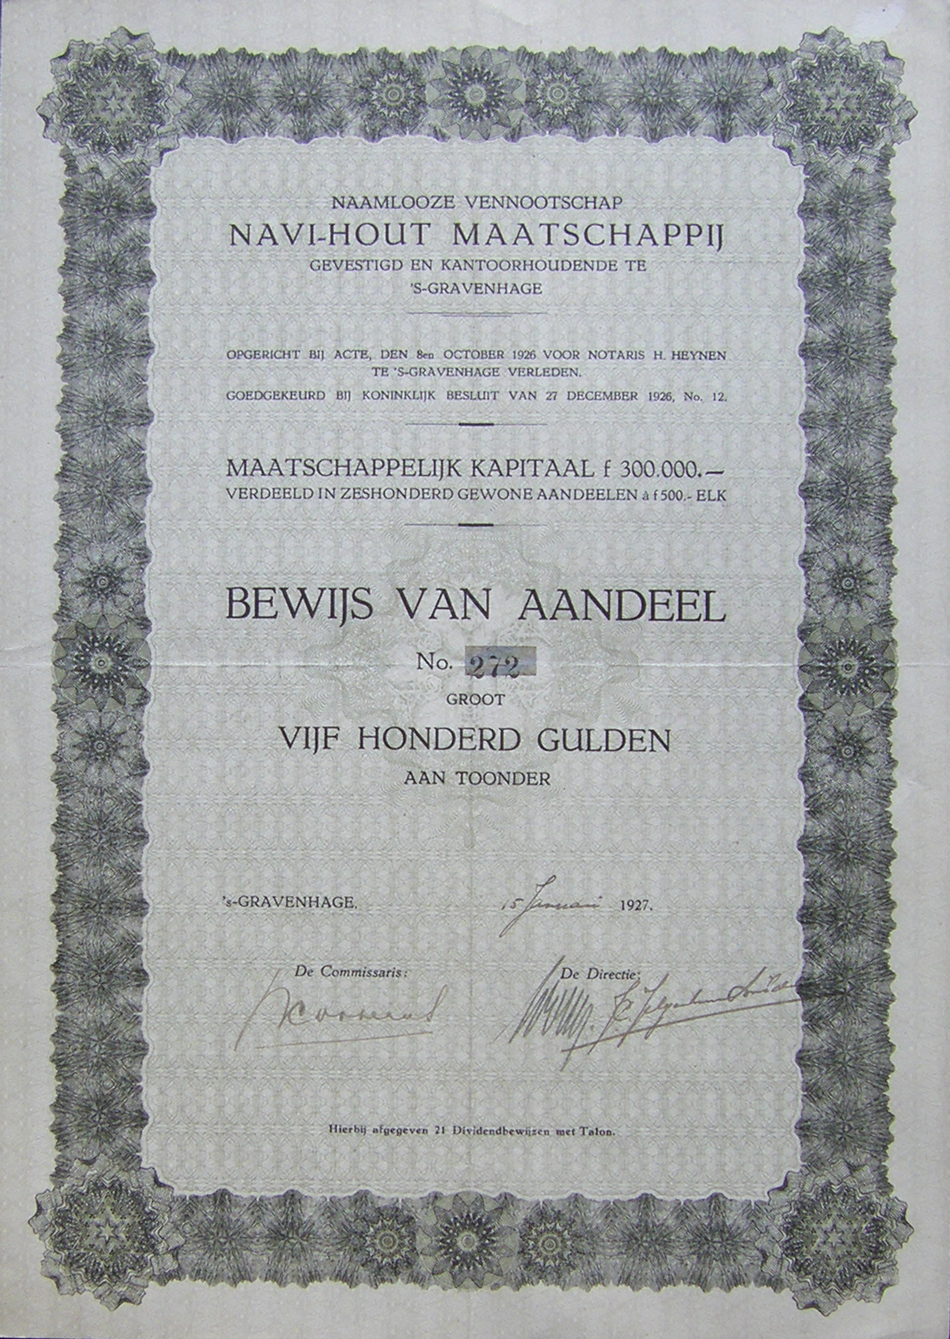 NAAMLOOZE VENNOOTSCHAP
NAVI-HOUT MAATSCHAPPIJ
GEVESTIGD EN KANTOORHOUDENDE TE
'S-GRAVENHAGE
OPGERICHT BIJ ACTE, DEN 8en OCTOBER 1926 VOOR NOTARIS H. HEYNEN
TE 'S-GRAVENHAGE VERLEDEN.
GOEDGEKEURD BIJ KONINKLIJK BESLUIT VAN 27 DECEMBER 1926, No. 12.
MAATSCHAPPELIJK KAPITAAL f 300.000.—
VERDEELD IN ZESHONDERD GEWONE AANDEELEN à f 500.- ELK
BEWIJS VAN AANDEEL
No. 272
GROOT
VIJF HONDERD GULDEN
AAN TOONDER
's-GRAVENHAGE, 15 Januari 1927.
De Commissaris: De Directie:
Hierbij afgegeven 21 Dividendbewijzen met Talon.